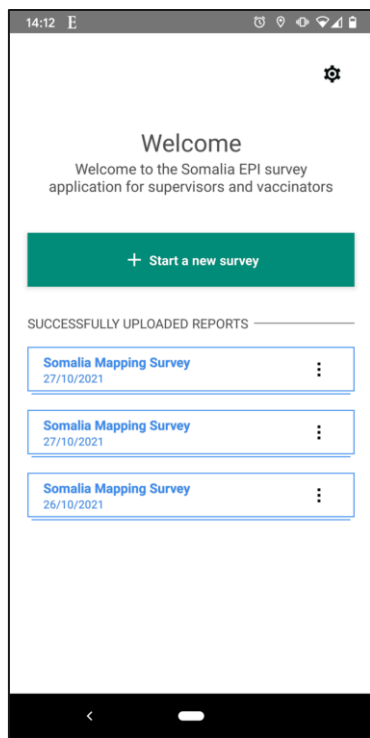 14:12 E
Welcome
Welcome to the Somalia EPI survey
application for supervisors and vaccinators
+ Start a new survey
SUCCESSFULLY UPLOADED REPORTS
Somalia Mapping Survey
27/10/2021
Somalia Mapping Survey
27/10/2021
Somalia Mapping Survey
26/10/2021